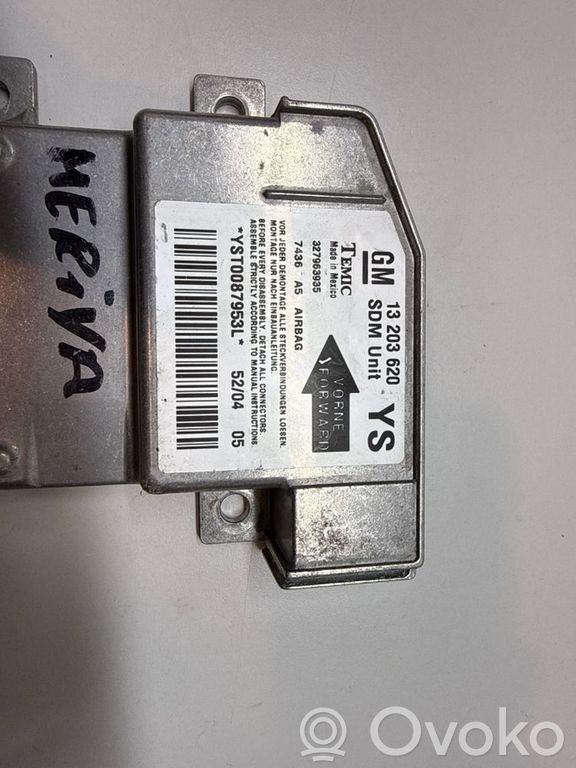 MERiVA
GM 13 203 620 YS
SDM Unit
TEMIC
Made in Mexico
327963935
7436 A5 AIRBAG
VORNE
FORWARD
VOR JEDER DEMONTAGE ALLE STECKVERBINDUNGEN LOESEN.
MONTAGE NUR NACH EINBAUANLEITUNG.
BEFORE EVERY DISASSEMBLY, DETACH ALL CONNECTORS.
ASSEMBLE STRICTLY ACCORDING TO MANUAL INSTRUCTIONS.
*YS10087953L* 52/04 05
Ovoko